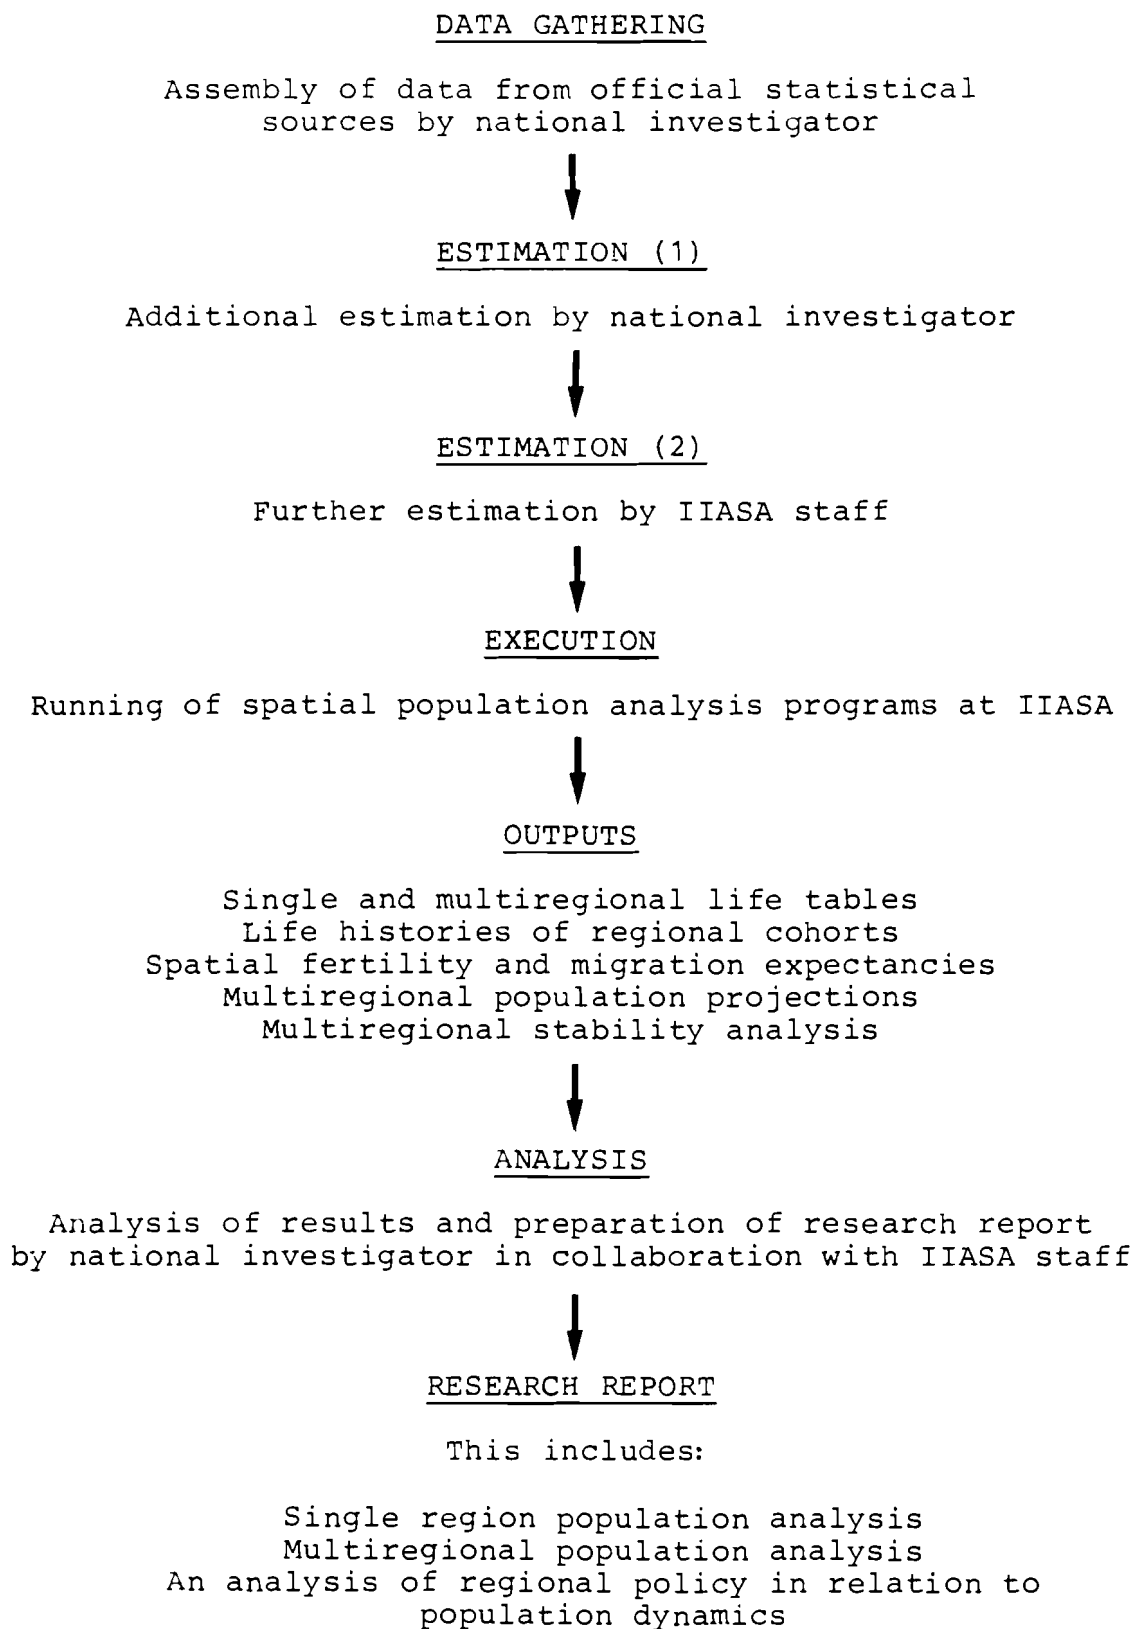 DATA GATHERING
Assembly of data from official statistical
sources by national investigator
ESTIMATION (1)
Additional estimation by national investigator
ESTIMATION (2)
Further estimation by IIASA staff
EXECUTION
Running of spatial population analysis programs at IIASA
OUTPUTS
Single and multiregional life tables
Life histories of regional cohorts
Spatial fertility and migration expectancies
Multiregional population projections
Multiregional stability analysis
ANALYSIS
Analysis of results and preparation of research report
by national investigator in collaboration with IIASA staff
RESEARCH REPORT
This includes:
Single region population analysis
Multiregional population analysis
An analysis of regional policy in relation to
population dynamics